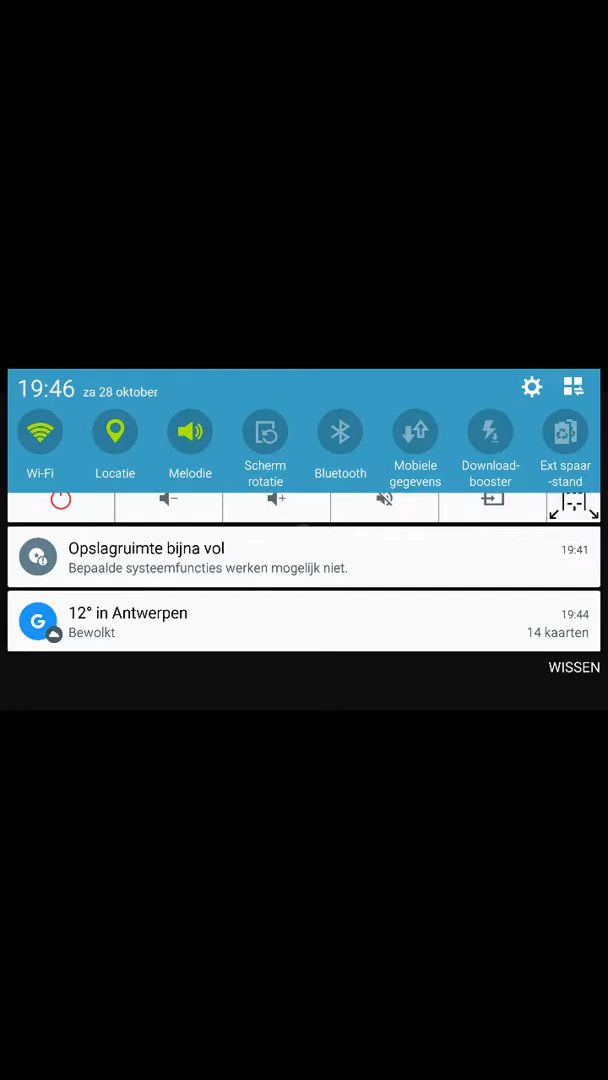 19:46 za 28 oktober
Wi-Fi
Locatie
Melodie
Scherm
rotatie
Bluetooth
Mobiele
gegevens
Download-
booster
Ext spaar
-stand
Opslagruimte bijna vol 19:41
Bepaalde systeemfuncties werken mogelijk niet.
G
12° in Antwerpen 19:44
Bewolkt 14 kaarten
WISSEN